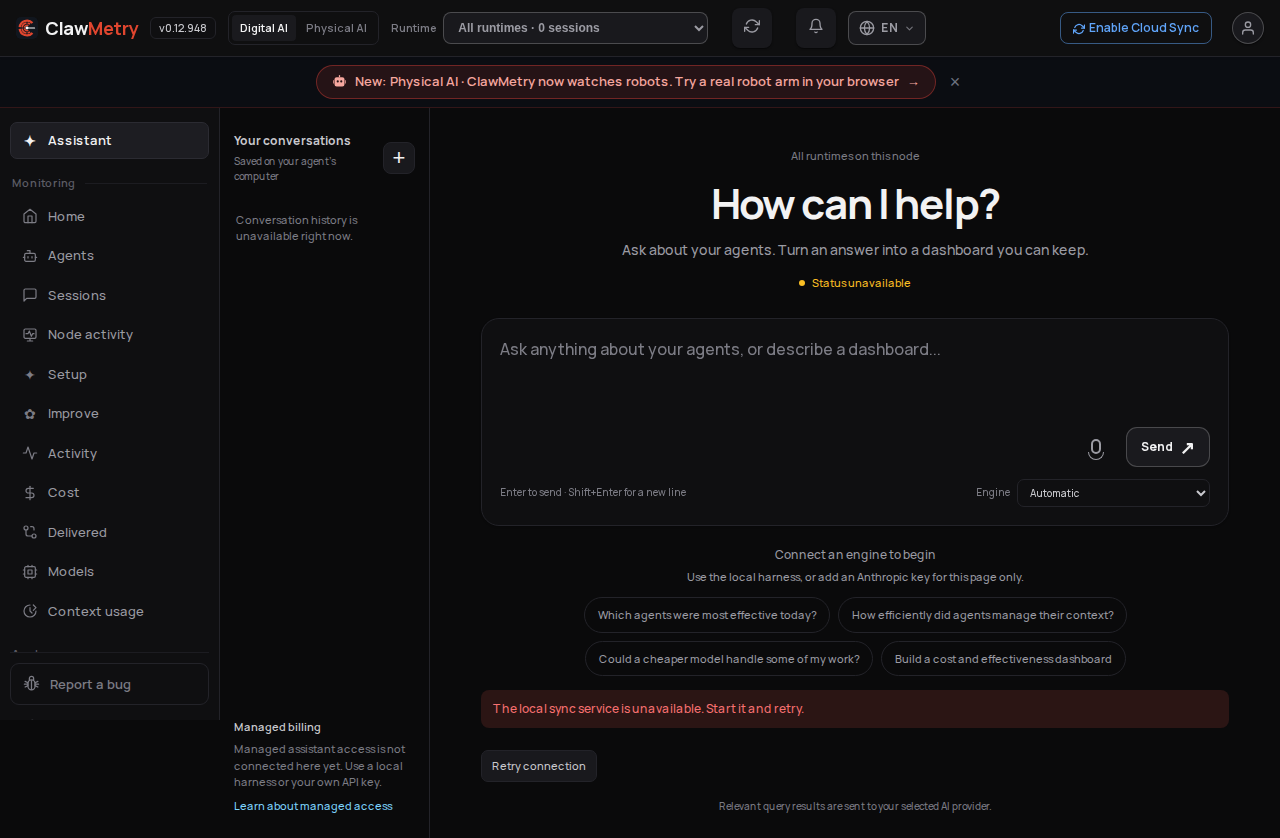 ClawMetry
v0.12.948
Digital AI
Physical AI
Runtime
All runtimes · 0 sessions
EN
Enable Cloud Sync
New: Physical AI · ClawMetry now watches robots. Try a real robot arm in your browser →
×
Assistant
Monitoring
Home
Agents
Sessions
Node activity
Setup
Improve
Activity
Cost
Delivered
Models
Context usage
Report a bug
Your conversations
Saved on your agent's
computer
+
Conversation history is
unavailable right now.
Managed billing
Managed assistant access is not
connected here yet. Use a local
harness or your own API key.
Learn about managed access
All runtimes on this node
How can I help?
Ask about your agents. Turn an answer into a dashboard you can keep.
Status unavailable
Ask anything about your agents, or describe a dashboard...
Send
Enter to send · Shift+Enter for a new line
Engine
Automatic
Connect an engine to begin
Use the local harness, or add an Anthropic key for this page only.
Which agents were most effective today?
How efficiently did agents manage their context?
Could a cheaper model handle some of my work?
Build a cost and effectiveness dashboard
The local sync service is unavailable. Start it and retry.
Retry connection
Relevant query results are sent to your selected AI provider.